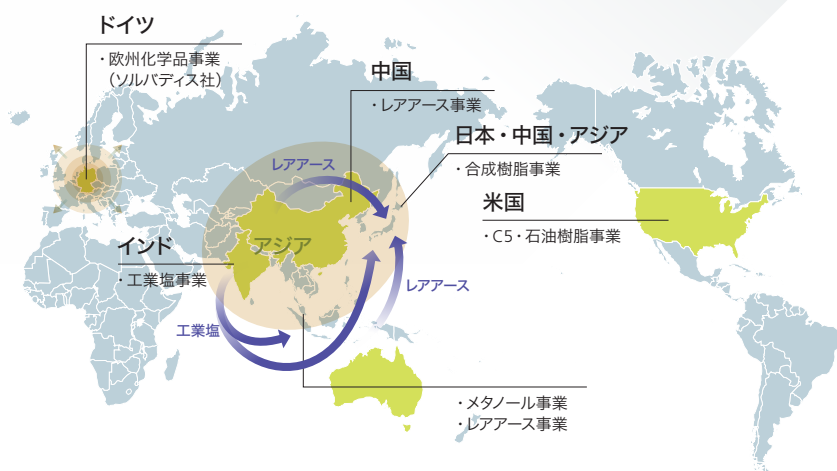 ドイツ
・欧州化学品事業
（ソルバディス社）
中国
・レアアース事業
日本・中国・アジア
・合成樹脂事業
米国
・C5・石油樹脂事業
レアアース
インド
・工業塩事業
アジア
レアアース
工業塩
・メタノール事業
・レアアース事業